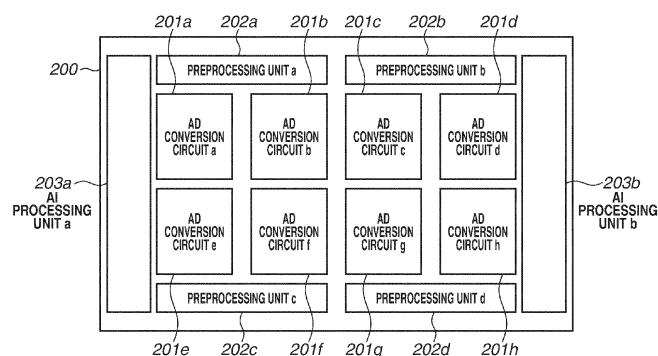 201a 202a 201b 201c 202b 201d
200
PREPROCESSING UNIT a PREPROCESSING UNIT b
AD CONVERSION CIRCUIT a
AD CONVERSION CIRCUIT b
AD CONVERSION CIRCUIT c
AD CONVERSION CIRCUIT d
203a
AI PROCESSING UNIT a
203b
AI PROCESSING UNIT b
AD CONVERSION CIRCUIT e
AD CONVERSION CIRCUIT f
AD CONVERSION CIRCUIT g
AD CONVERSION CIRCUIT h
PREPROCESSING UNIT c PREPROCESSING UNIT d
201e 202c 201f 201g 202d 201h